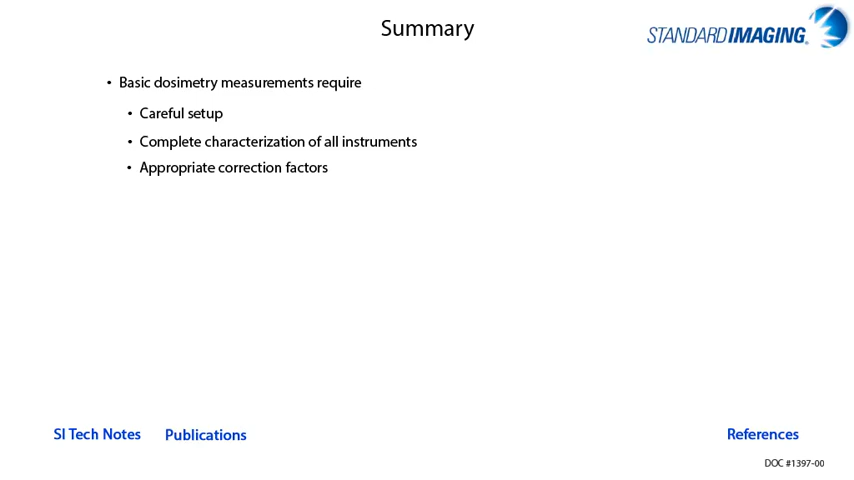 Summary
STANDARD IMAGING®
• Basic dosimetry measurements require
• Careful setup
• Complete characterization of all instruments
• Appropriate correction factors
SI Tech Notes Publications References
DOC #1397-00